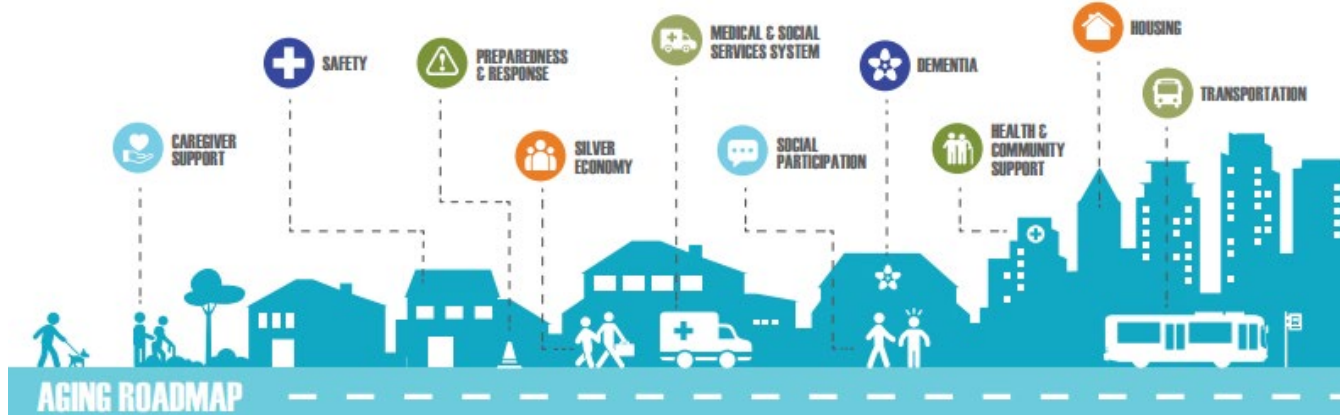 CAREGIVER
SUPPORT
SAFETY
PREPAREDNESS
& RESPONSE
SILVER
ECONOMY
MEDICAL & SOCIAL
SERVICES SYSTEM
SOCIAL
PARTICIPATION
DEMENTIA
HEALTH &
COMMUNITY
SUPPORT
HOUSING
TRANSPORTATION
AGING ROADMAP